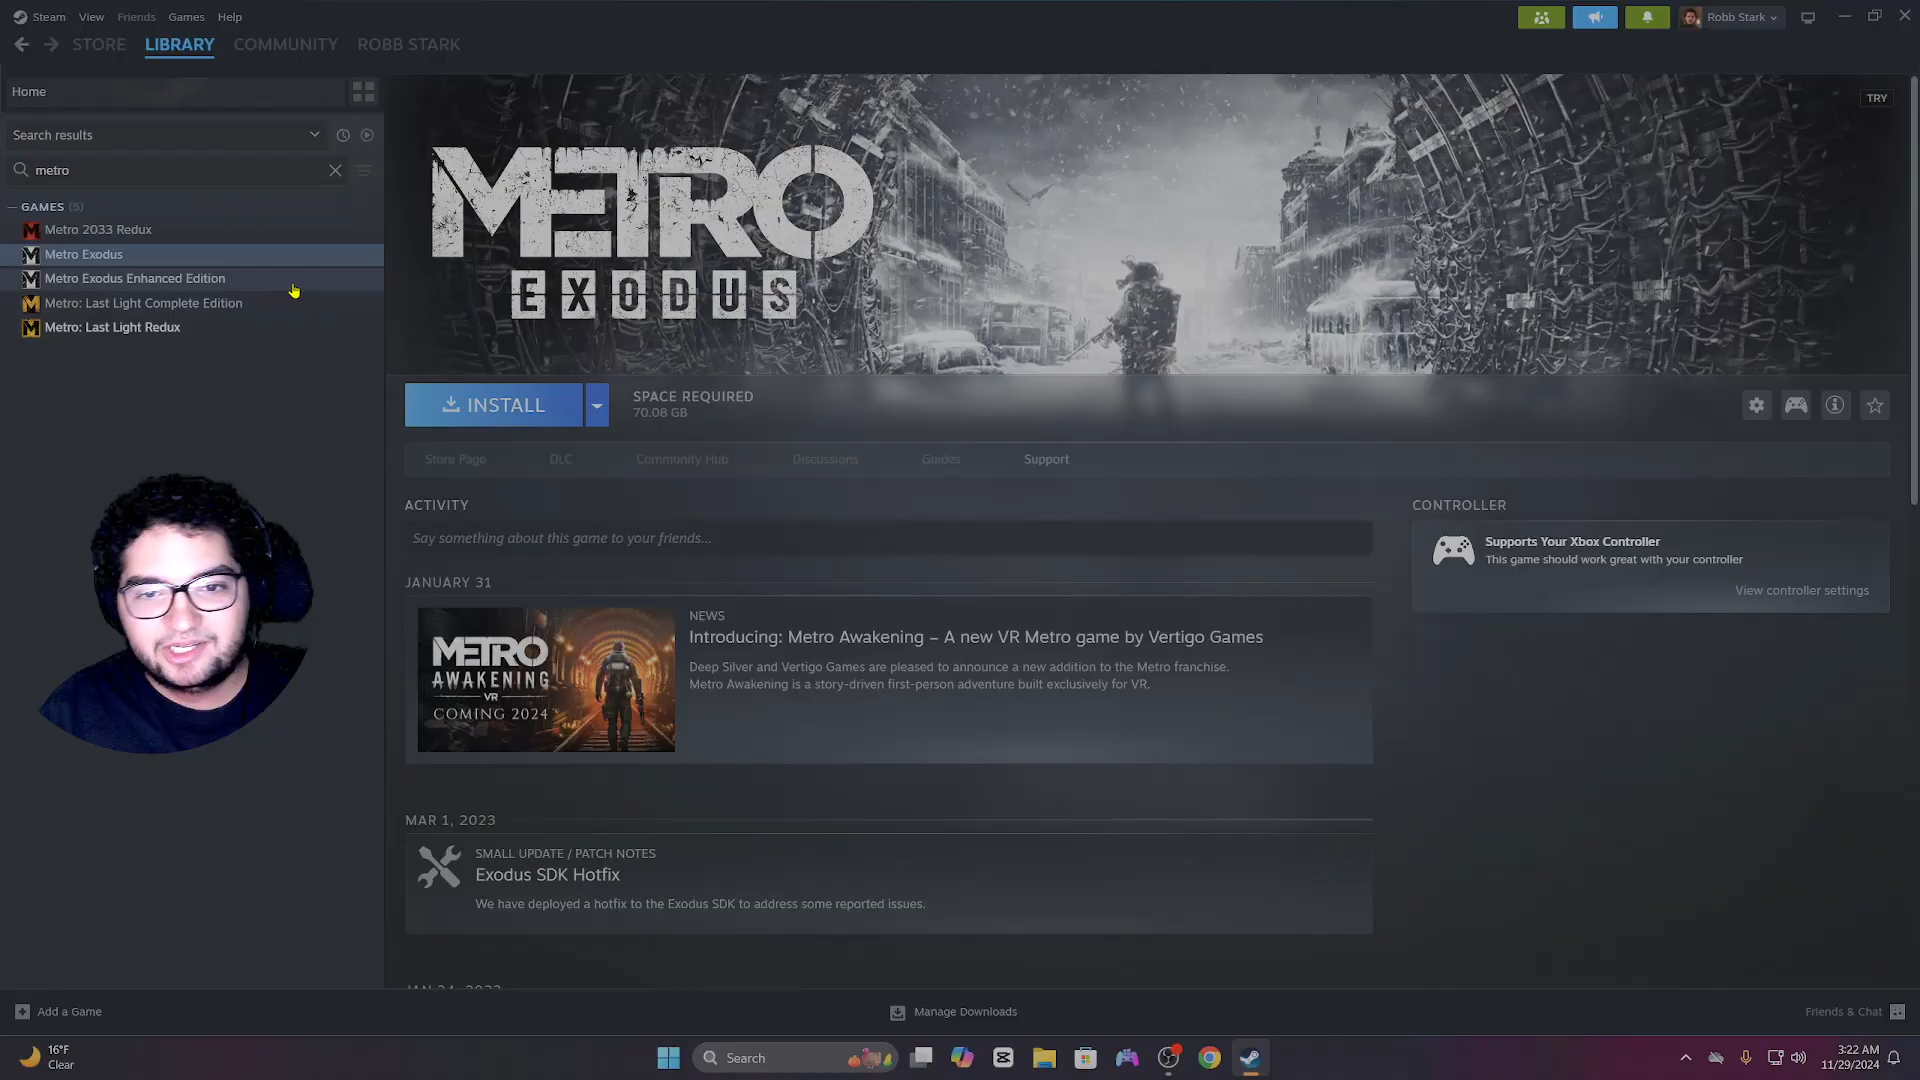 Steam View Friends Games Help
Robb Stark
STORE LIBRARY COMMUNITY ROBB STARK
Home
TRY
Search results
metro
METRO
EXODUS
GAMES (5)
Metro 2033 Redux
Metro Exodus
Metro Exodus Enhanced Edition
Metro: Last Light Complete Edition
Metro: Last Light Redux
INSTALL
SPACE REQUIRED
70.08 GB
Store Page DLC Community Hub Discussions Guides Support
ACTIVITY
Say something about this game to your friends...
CONTROLLER
Supports Your Xbox Controller
This game should work great with your controller
View controller settings
JANUARY 31
METRO
AWAKENING
VR
COMING 2024
NEWS
Introducing: Metro Awakening – A new VR Metro game by Vertigo Games
Deep Silver and Vertigo Games are pleased to announce a new addition to the Metro franchise.
Metro Awakening is a story-driven first-person adventure built exclusively for VR.
MAR 1, 2023
SMALL UPDATE / PATCH NOTES
Exodus SDK Hotfix
We have deployed a hotfix to the Exodus SDK to address some reported issues.
Add a Game
Manage Downloads
Friends & Chat
16°F
Clear
Search
3:22 AM
11/29/2024